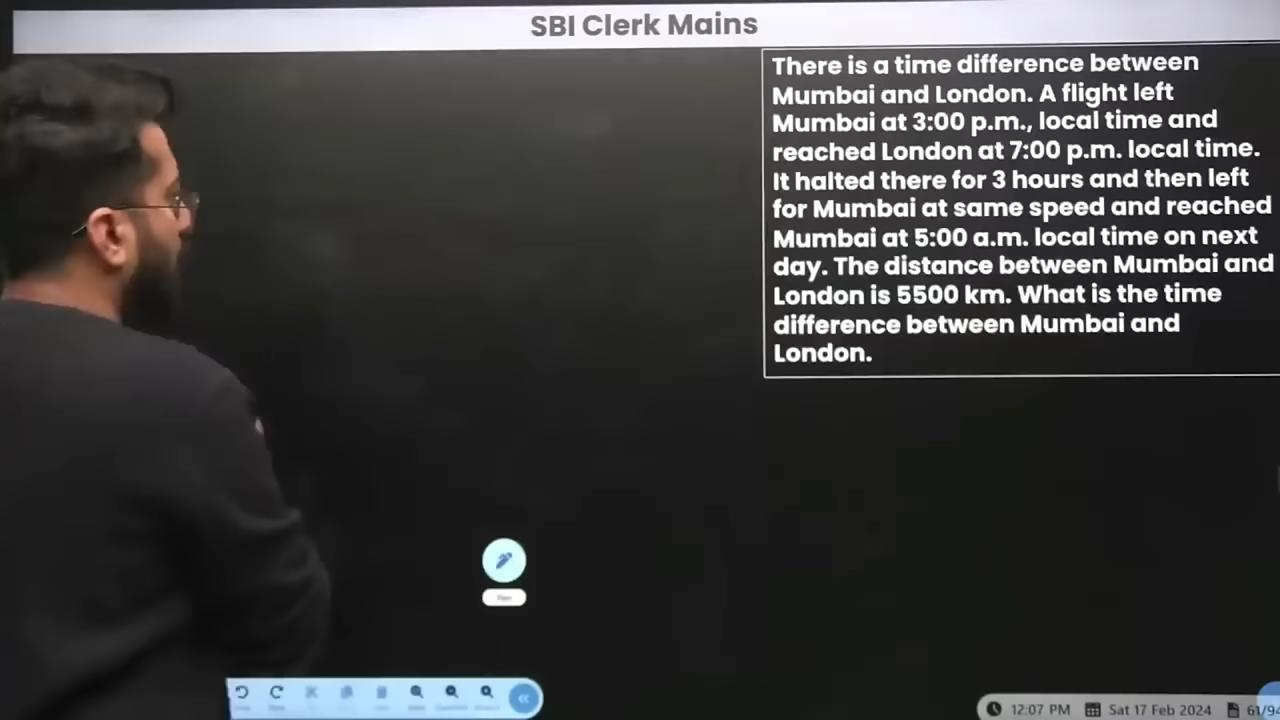 SBI Clerk Mains
There is a time difference between
Mumbai and London. A flight left
Mumbai at 3:00 p.m., local time and
reached London at 7:00 p.m. local time.
It halted there for 3 hours and then left
for Mumbai at same speed and reached
Mumbai at 5:00 a.m. local time on next
day. The distance between Mumbai and
London is 5500 km. What is the time
difference between Mumbai and
London.
12:07 PM Sat 17 Feb 2024 61/94